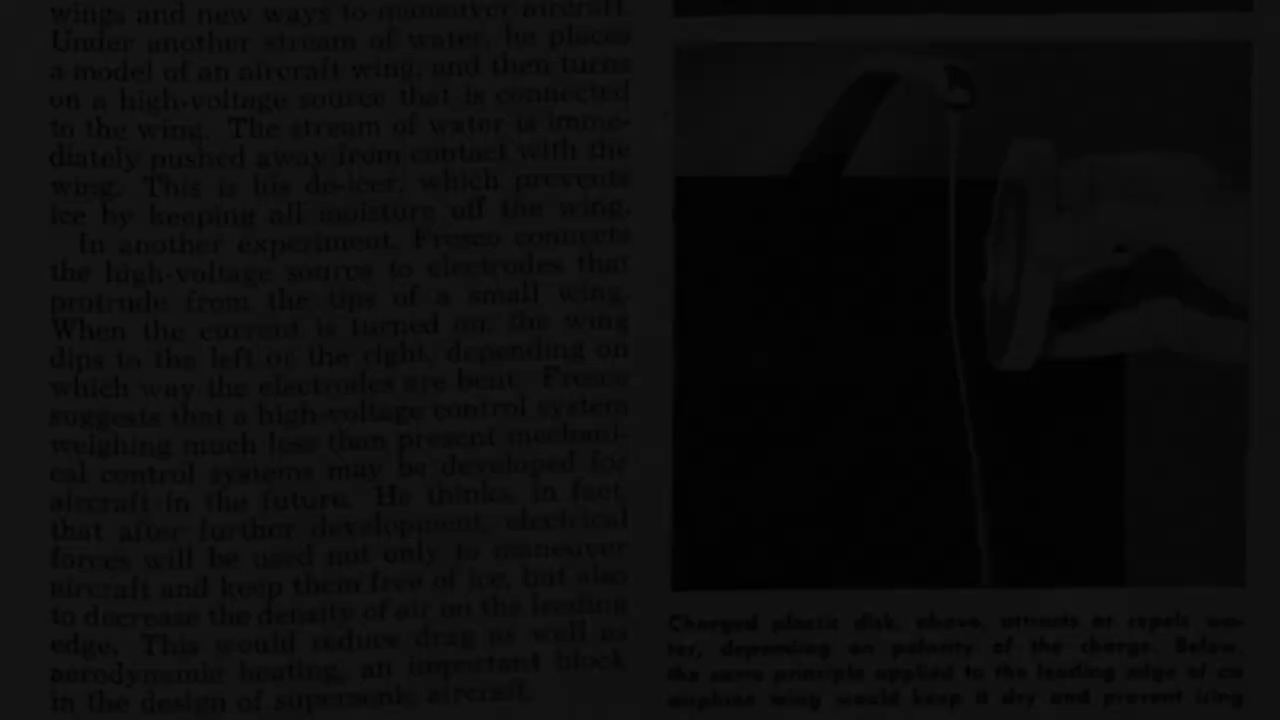 wings and new ways to maneuver aircraft.
Under another stream of water, he places
a model of an aircraft wing, and then turns
on a high-voltage source that is connected
to the wing. The stream of water is imme-
diately pushed away from contact with the
wing. This is his de-icer, which prevents
ice by keeping all moisture off the wing.
In another experiment, Fresco connects
the high-voltage source to electrodes that
protrude from the tips of a small wing.
When the current is turned on, the wing
dips to the left or the right, depending on
which way the electrodes are bent. Fresco
suggests that a high-voltage control system
weighing much less than present mechani-
cal control systems may be developed for
aircraft in the future. He thinks, in fact,
that after further development, electrical
forces will be used not only to maneuver
aircraft and keep them free of ice, but also
to decrease the density of air on the leading
edge. This would reduce drag as well as
aerodynamic heating, an important block
in the design of supersonic aircraft.
Charged plastic disk, above, attracts or repels wa-
ter, depending on polarity of the charge. Below,
the same principle applied to the leading edge of an
airplane wing would keep it dry and prevent icing